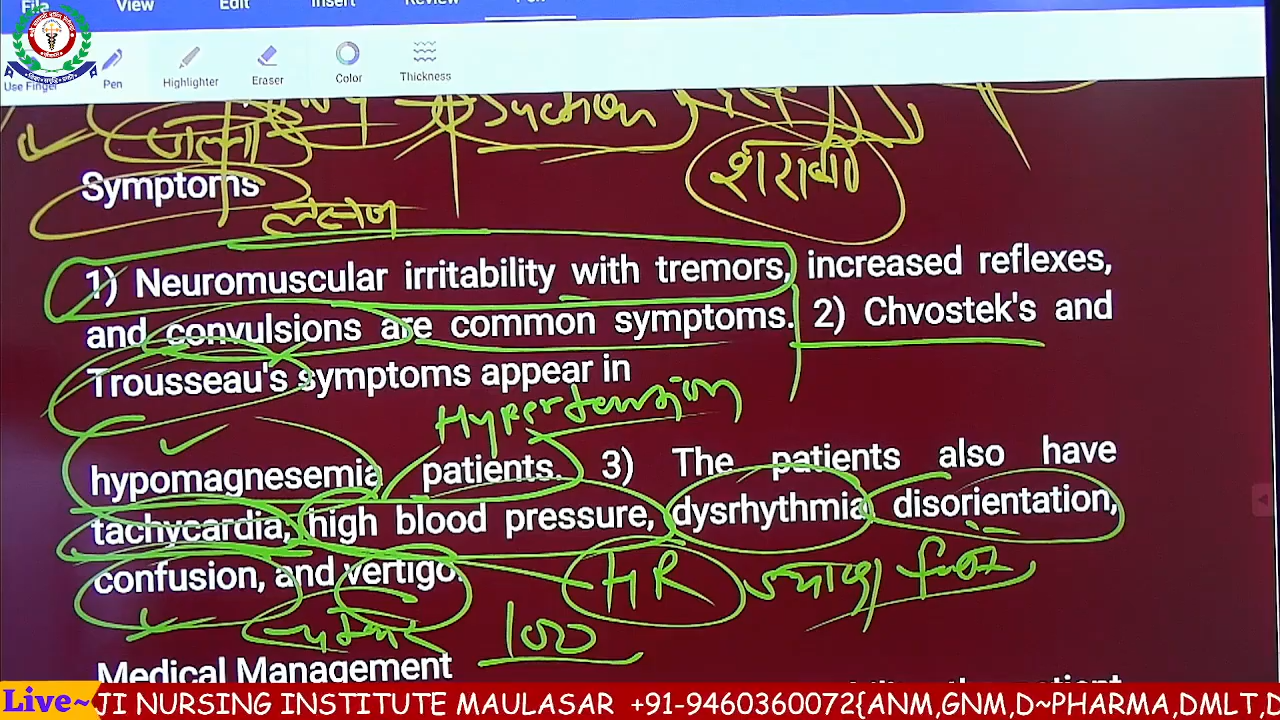 File View Edit Insert Review Pen
Use Finger Pen Highlighter Eraser Color Thickness
Suction
शराबी
Symptoms
लक्षण
1) Neuromuscular irritability with tremors, increased reflexes,
and convulsions are common symptoms. 2) Chvostek's and
Trousseau's symptoms appear in
Hypertension
hypomagnesemia patients. 3) The patients also have
tachycardia, high blood pressure, dysrhythmia disorientation,
confusion, and vertigo.
HR ज्यादा
100
Medical Management
Live~ JI NURSING INSTITUTE MAULASAR +91-9460360072{ANM,GNM,D~PHARMA,DMLT,D